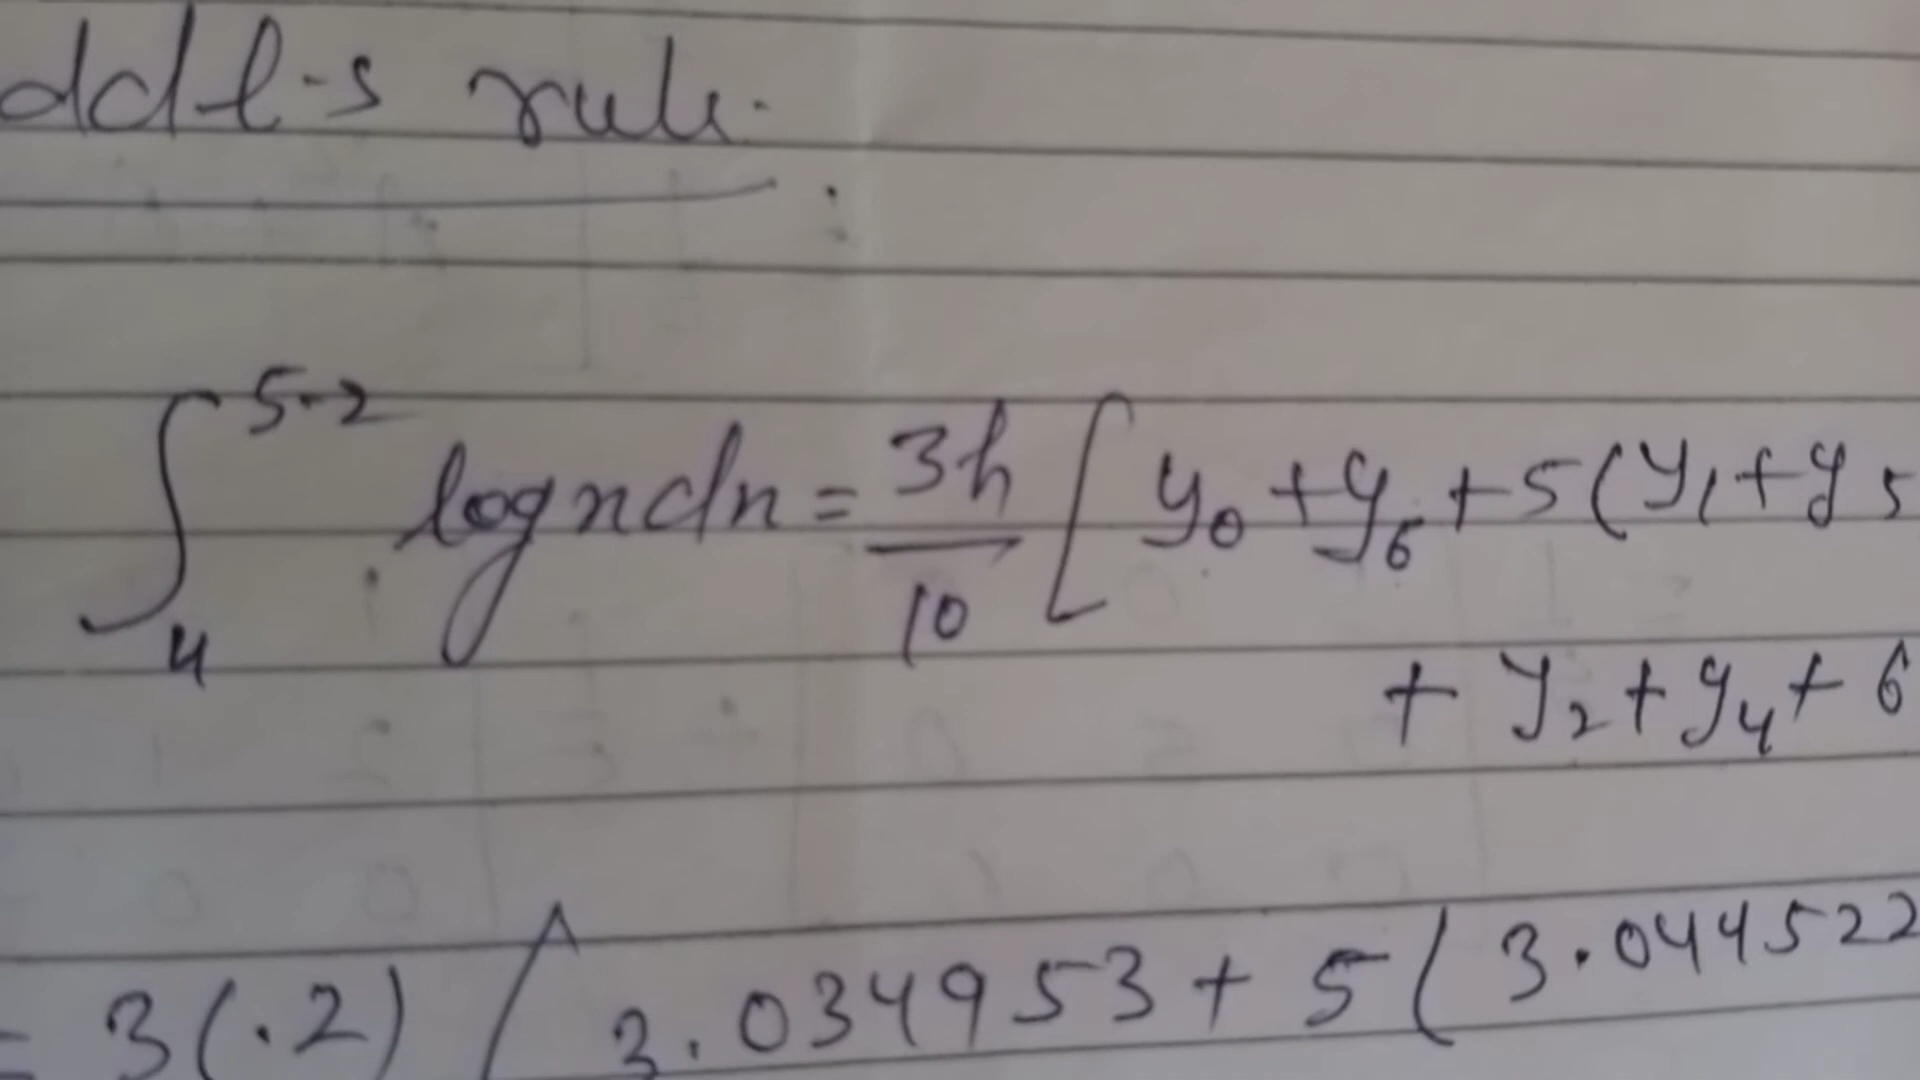 ddl's rule.
∫₄^5.2 log x dx = 3h/10 [ y₀ + y₆ + 5(y₁ + y₅
+ y₂ + y₄ + 6
= 3(.2) [ 3.034953 + 5(3.044522